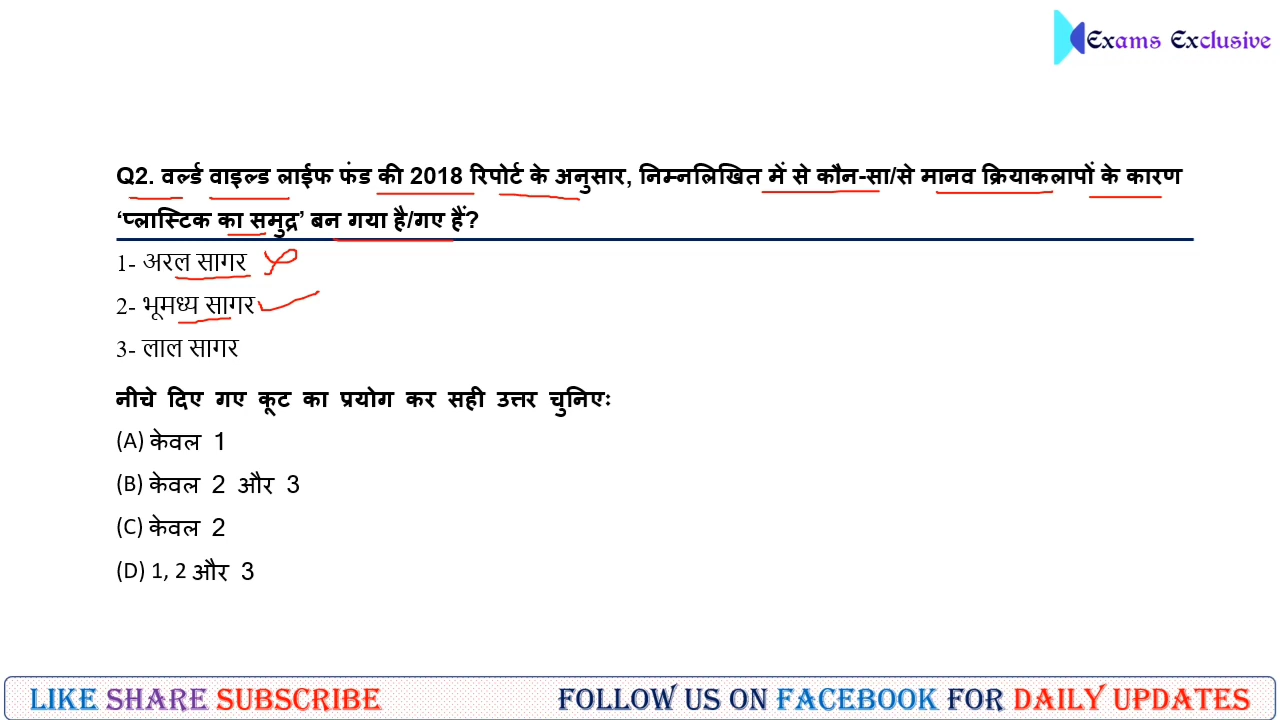 Exams Exclusive
Q2. वर्ल्ड वाइल्ड लाईफ फंड की 2018 रिपोर्ट के अनुसार, निम्नलिखित में से कौन-सा/से मानव क्रियाकलापों के कारण
‘प्लास्टिक का समुद्र’ बन गया है/गए हैं?
1- अरल सागर
2- भूमध्य सागर
3- लाल सागर
नीचे दिए गए कूट का प्रयोग कर सही उत्तर चुनिएः
(A) केवल 1
(B) केवल 2 और 3
(C) केवल 2
(D) 1, 2 और 3
LIKE SHARE SUBSCRIBE FOLLOW US ON FACEBOOK FOR DAILY UPDATES